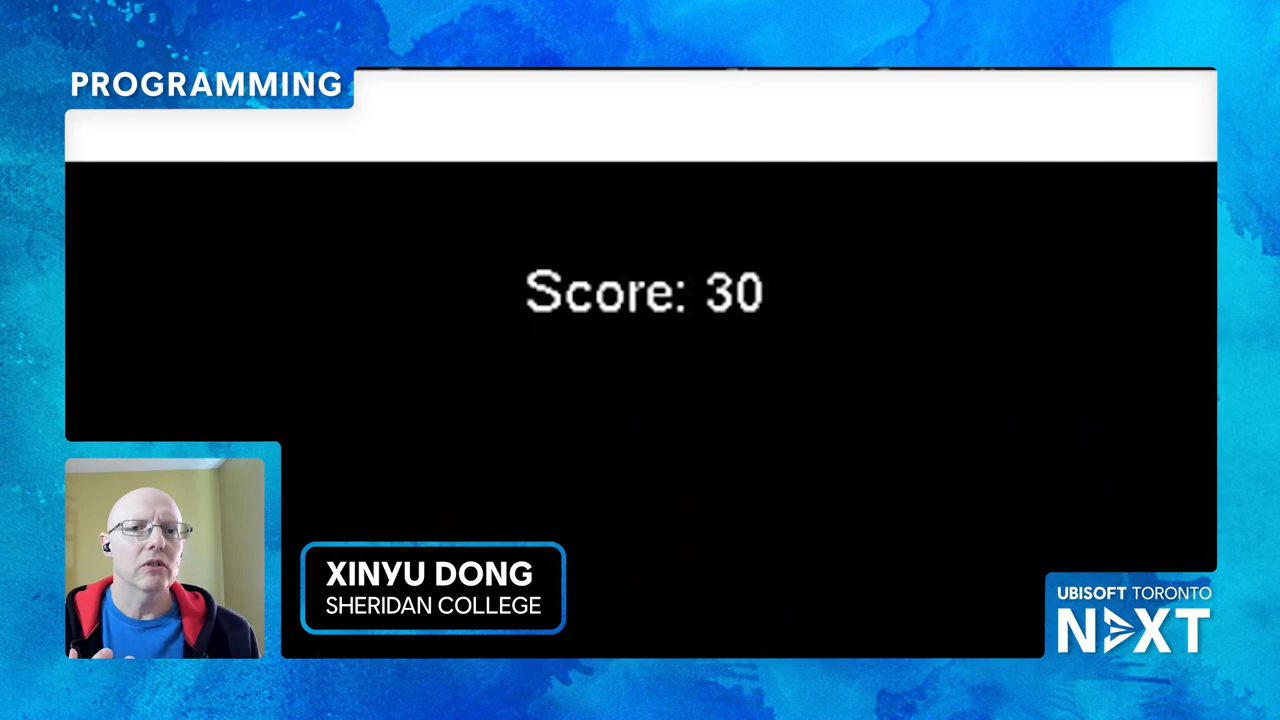 PROGRAMMING
Score: 30
XINYU DONG
SHERIDAN COLLEGE
UBISOFT TORONTO
NEXT